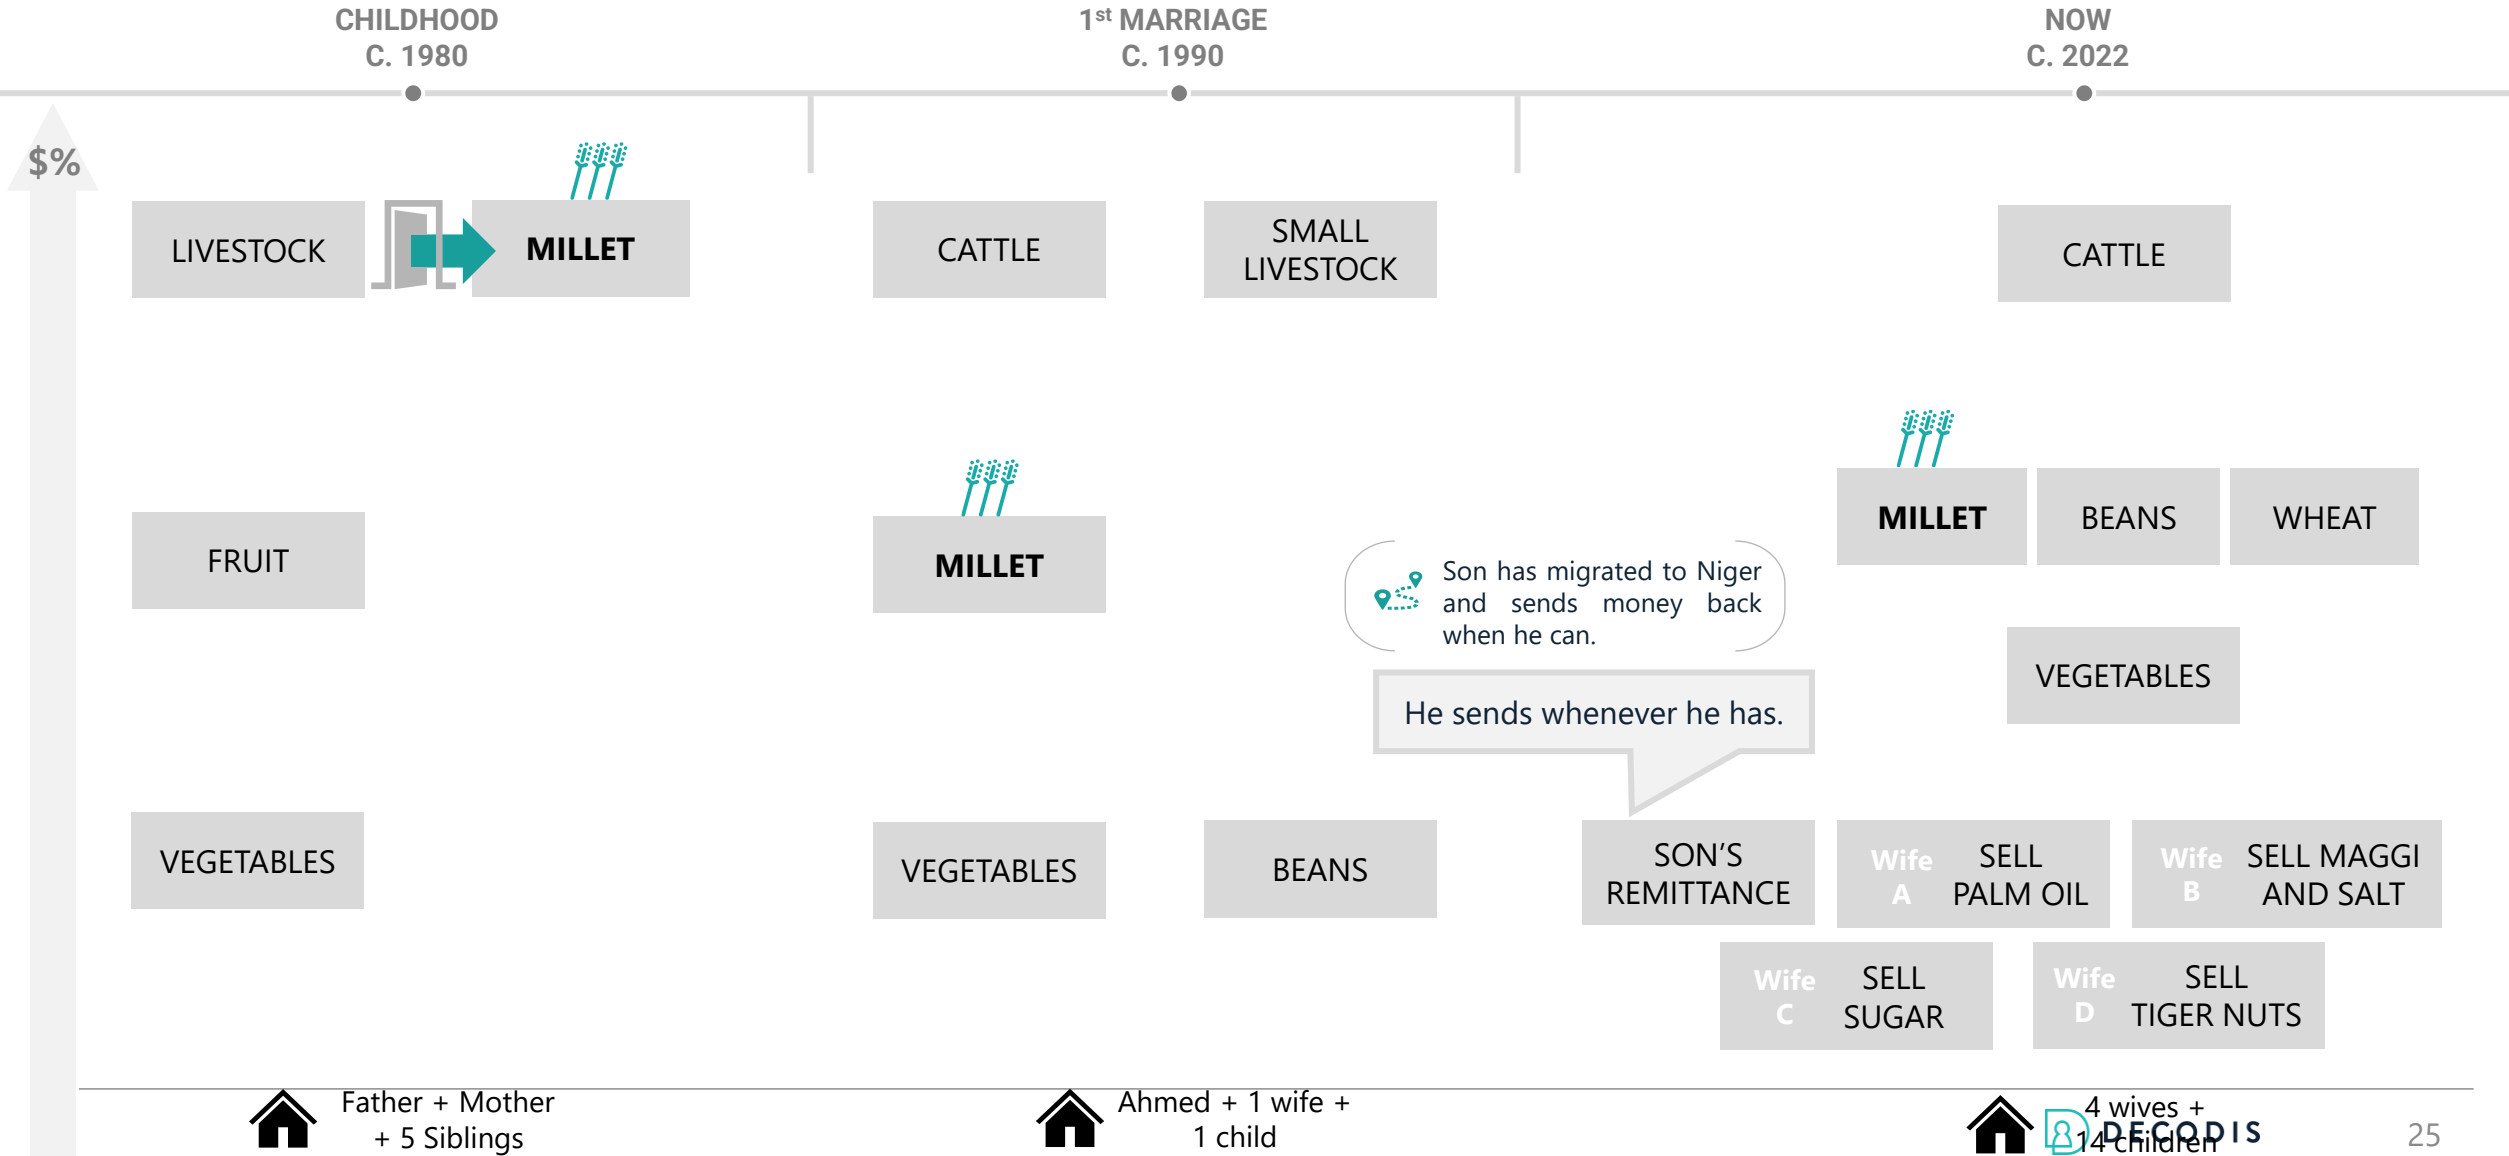 CHILDHOOD
C. 1980
1st MARRIAGE
C. 1990
NOW
C. 2022
$%
LIVESTOCK
MILLET
CATTLE
SMALL
LIVESTOCK
CATTLE
FRUIT
MILLET
MILLET
BEANS
WHEAT
Son has migrated to Niger
and sends money back
when he can.
VEGETABLES
He sends whenever he has.
VEGETABLES
VEGETABLES
BEANS
SON'S
REMITTANCE
Wife
A
SELL
PALM OIL
Wife
B
SELL MAGGI
AND SALT
Wife
C
SELL
SUGAR
Wife
D
SELL
TIGER NUTS
Father + Mother
+ 5 Siblings
Ahmed + 1 wife +
1 child
4 wives +
14 children
DECODIS
25